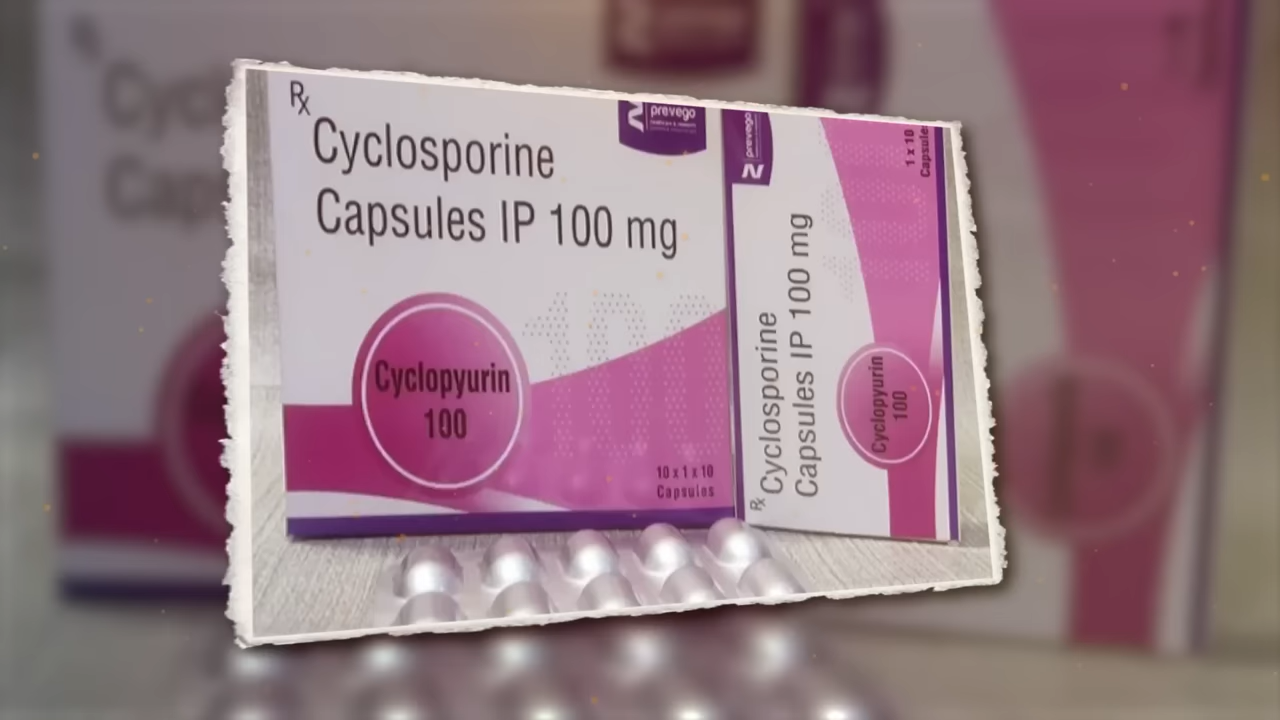 Rx
Cyclosporine
Capsules IP 100 mg
prevego
Cyclopyurin
100
100
10 x 1 x 10
Capsules
prevego
1 x 10
Capsules
Rx
Cyclosporine
Capsules IP 100 mg
Cyclopyurin
100